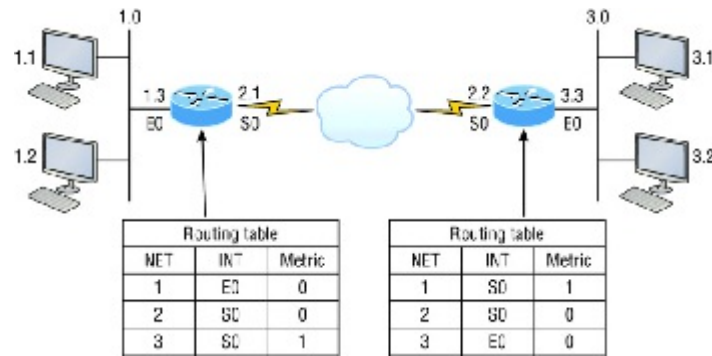 1.0
3.0
1.1
3.1
1.3
2.1
2.2
3.3
E0
S0
S0
E0
1.2
3.2
Routing table
NET INT Metric
1 E0 0
2 S0 0
3 S0 1
Routing table
NET INT Metric
1 S0 1
2 S0 0
3 E0 0